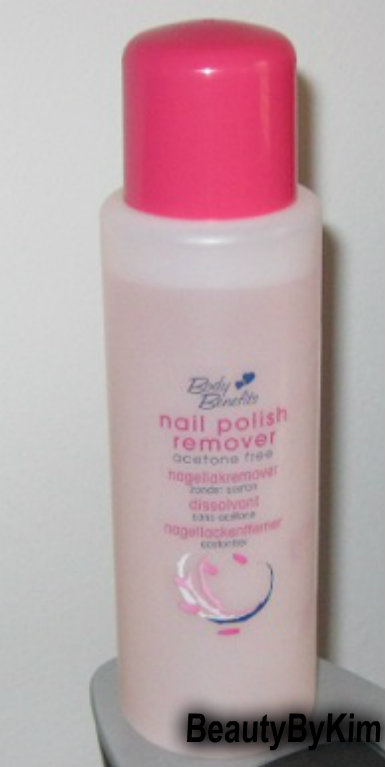 Body
Benefits
nail polish
remover
acetone free
nagellakremover
zonder aceton
dissolvant
sans acétone
nagellackentferner
acetonfrei
BeautyByKim